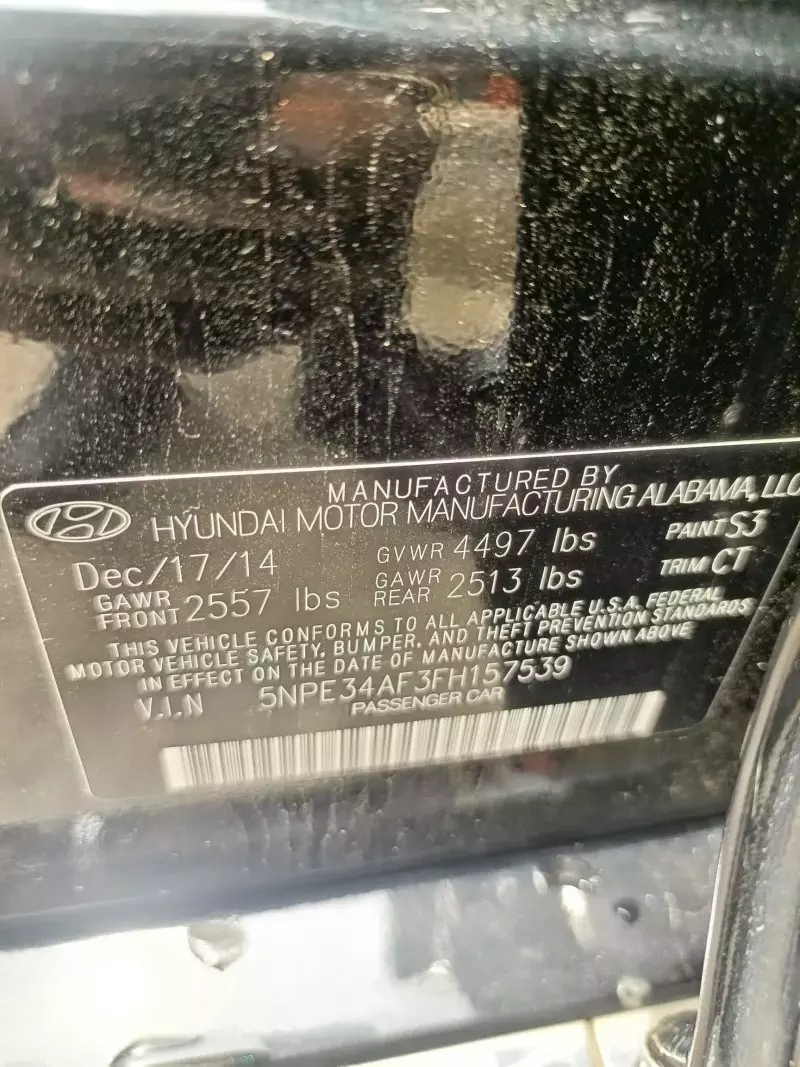 MANUFACTURED BY
HYUNDAI MOTOR MANUFACTURING ALABAMA, LLC
Dec/17/14 GVWR 4497 lbs PAINT S3
GAWR FRONT 2557 lbs GAWR REAR 2513 lbs TRIM CT
THIS VEHICLE CONFORMS TO ALL APPLICABLE U.S.A. FEDERAL
MOTOR VEHICLE SAFETY, BUMPER, AND THEFT PREVENTION STANDARDS
IN EFFECT ON THE DATE OF MANUFACTURE SHOWN ABOVE
V.I.N 5NPE34AF3FH157539
PASSENGER CAR